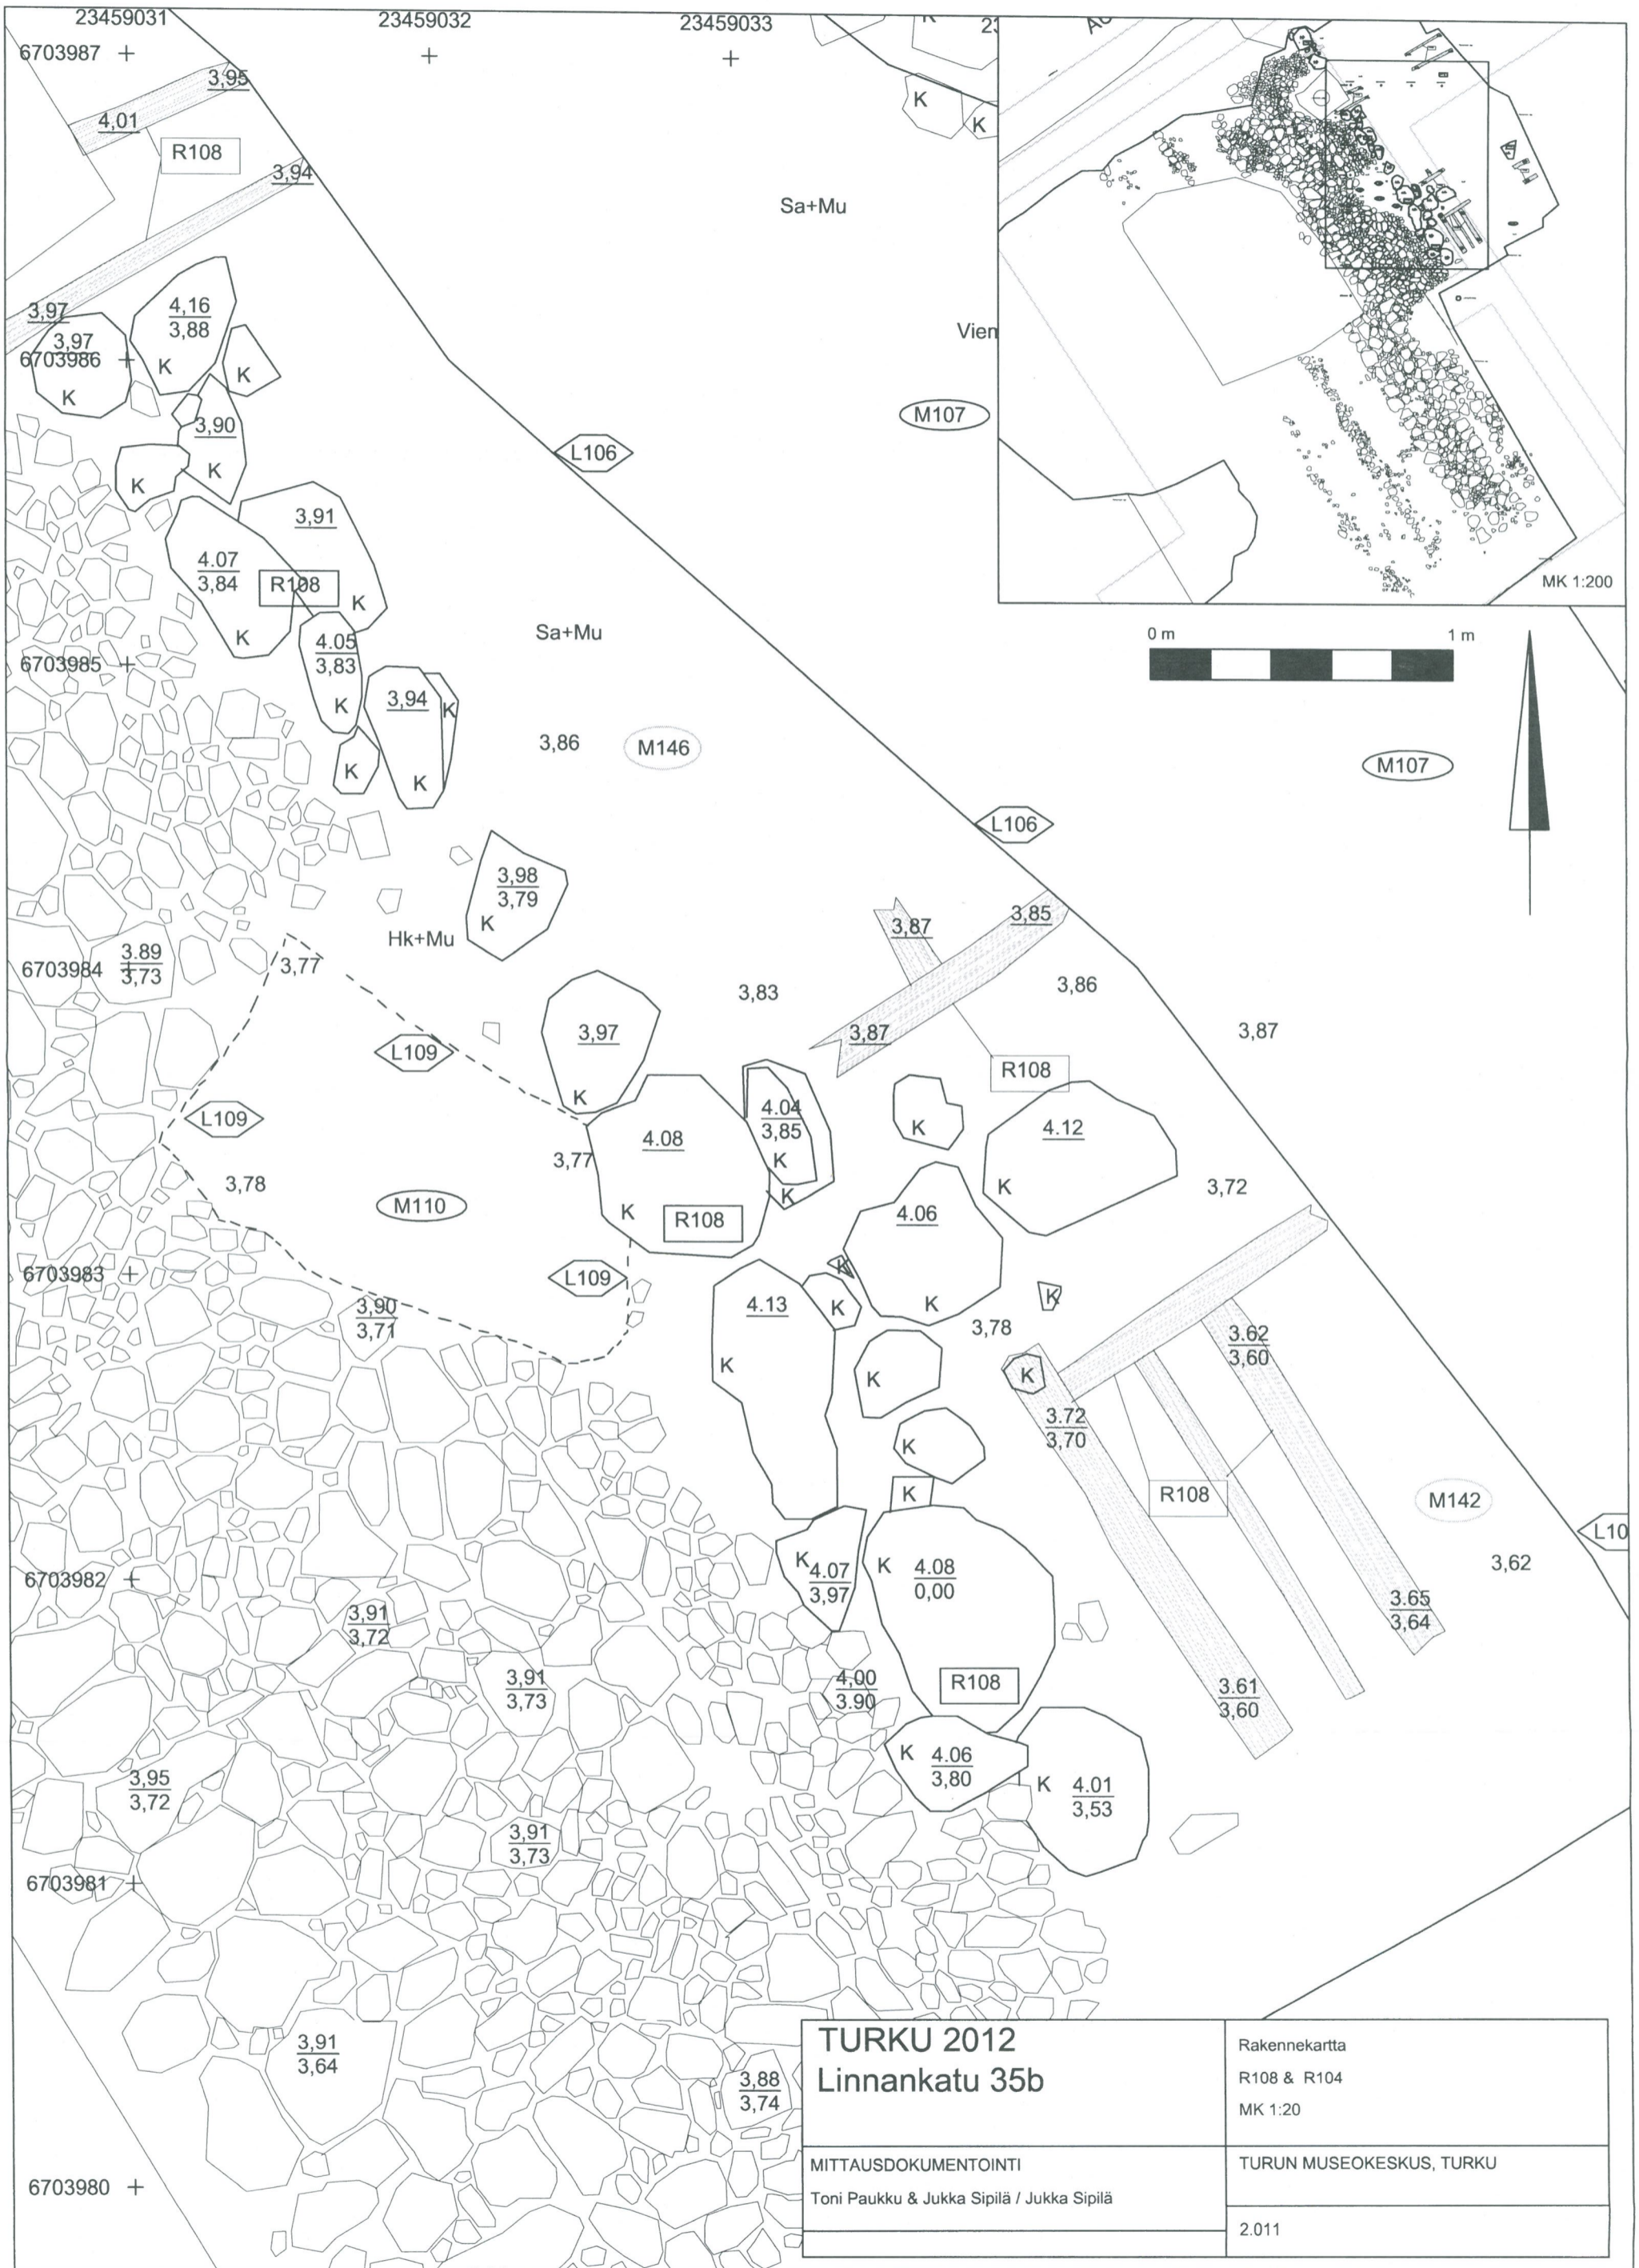 23459031
23459032
23459033
6703987
3,95
4,01
R108
3,94
K
K
Sa+Mu
4,16
3,88
3,97
3,97
6703986
K
K
K
M107
3,90
K
K
L106
3,91
4.07
3,84
R108
K
K
MK 1:200
Sa+Mu
4.05
3,83
6703985
K
0 m
1 m
3,94
K
3,86
M146
M107
K
K
L106
3,98
3,79
K
Hk+Mu
3,87
3,85
3.89
3,73
6703984
3,77
3,83
3,86
3,97
3,87
3,87
L109
R108
K
L109
4.04
3,85
K
4.12
4.08
3,77
K
K
K
3,78
M110
K
R108
4.06
3,72
6703983
L109
K
K
K
K
4.13
3,90
3,71
3,78
3.62
3,60
K
K
K
3.72
3,70
K
K
R108
M142
L10
K
4.07
3,97
K
4.08
0,00
3,62
6703982
3.65
3,64
3,91
3,72
3,91
3,73
4,00
3.90
R108
3.61
3,60
K
4.06
3,80
K
4.01
3,53
3,95
3,72
3,91
3,73
6703981
3,91
3,64
3,88
3,74
6703980
TURKU 2012
Linnankatu 35b
Rakennekartta
R108 & R104
MK 1:20
MITTAUSDOKUMENTOINTI
Toni Paukku & Jukka Sipilä / Jukka Sipilä
TURUN MUSEOKESKUS, TURKU
2.011